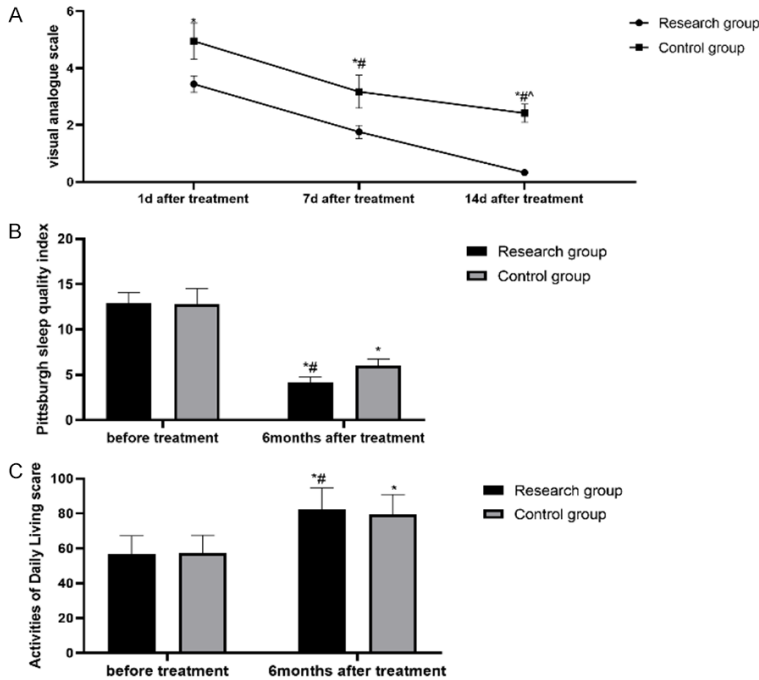 A
visual analogue scale
6
4
2
0
*
*#
*#^
1d after treatment
7d after treatment
14d after treatment
Research group
Control group
B
Pittsburgh sleep quality index
20
15
10
5
0
*#
*
before treatment
6months after treatment
Research group
Control group
C
Activities of Daily Living scare
100
80
60
40
20
0
*#
*
before treatment
6months after treatment
Research group
Control group